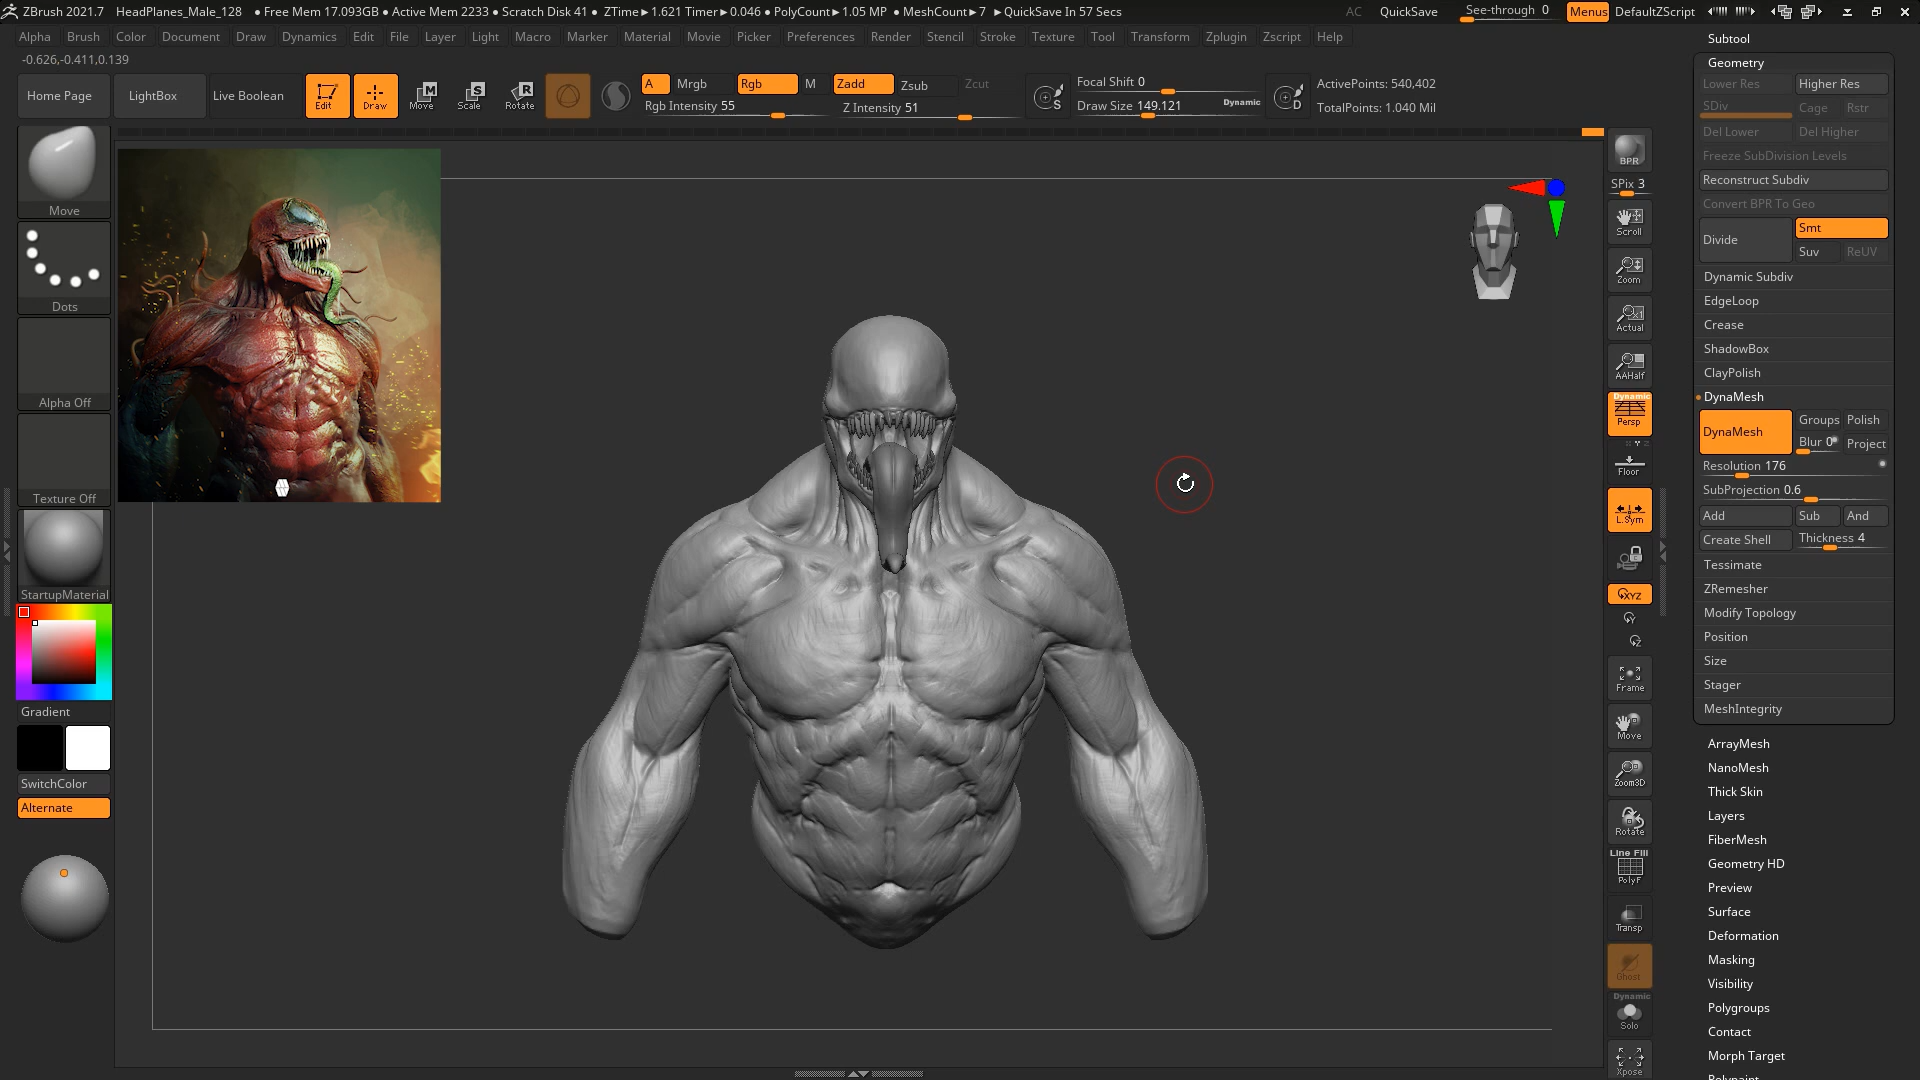 ZBrush 2021.7 HeadPlanes_Male_128 ● Free Mem 17.093GB ● Active Mem 2233 ● Scratch Disk 41 ● ZTime►1.621 Timer►0.046 ● PolyCount►1.05 MP ● MeshCount►7 ►QuickSave In 57 Secs AC QuickSave See-through 0 Menus DefaultZScript
Alpha Brush Color Document Draw Dynamics Edit File Layer Light Macro Marker Material Movie Picker Preferences Render Stencil Stroke Texture Tool Transform Zplugin Zscript Help
-0.626,-0.411,0.139
Home Page LightBox Live Boolean Edit Draw Move Scale Rotate
M S R
A Mrgb Rgb M Zadd Zsub Zcut
Rgb Intensity 55 Z Intensity 51
S Focal Shift 0
Draw Size 149.121 Dynamic
D ActivePoints: 540,402
TotalPoints: 1.040 Mil
Move
Dots
Alpha Off
Texture Off
StartupMaterial
Gradient
SwitchColor
Alternate
BPR
SPix 3
Scroll
Zoom
Actual
AAHalf
Dynamic
Persp
Floor
L.Sym
XYZ
Y
Z
Frame
Move
Zoom3D
Rotate
Line Fill
PolyF
Transp
Ghost
Dynamic
Solo
Xpose
Subtool
Geometry
Lower Res Higher Res
SDiv Cage Rstr
Del Lower Del Higher
Freeze SubDivision Levels
Reconstruct Subdiv
Convert BPR To Geo
Divide Smt
Suv ReUV
Dynamic Subdiv
EdgeLoop
Crease
ShadowBox
ClayPolish
DynaMesh
DynaMesh Groups Polish
Blur 0 Project
Resolution 176
SubProjection 0.6
Add Sub And
Create Shell Thickness 4
Tessimate
ZRemesher
Modify Topology
Position
Size
Stager
MeshIntegrity
ArrayMesh
NanoMesh
Thick Skin
Layers
FiberMesh
Geometry HD
Preview
Surface
Deformation
Masking
Visibility
Polygroups
Contact
Morph Target
Polypaint